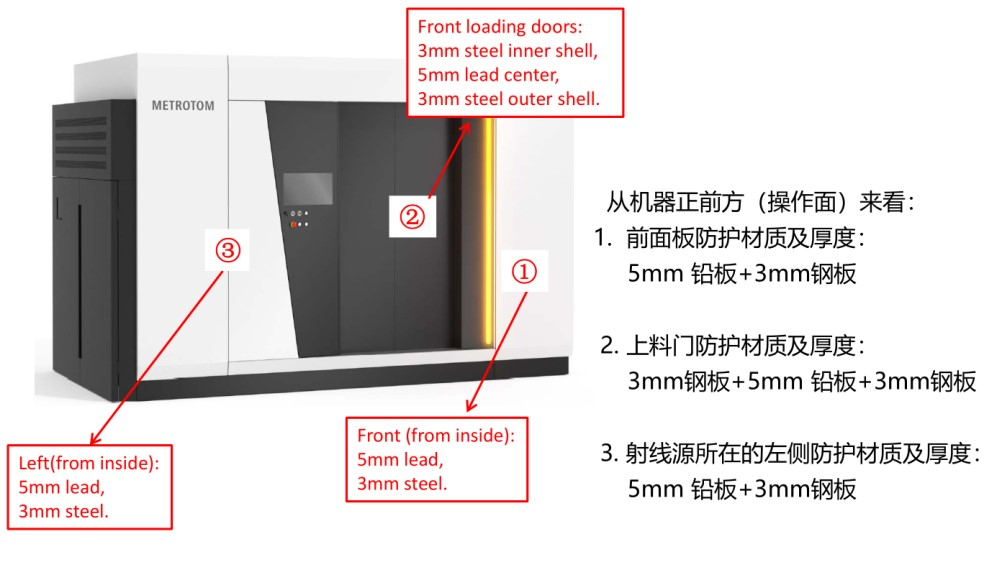 Front loading doors:
3mm steel inner shell,
5mm lead center,
3mm steel outer shell.
METROTOM
②
③
①
Left(from inside):
5mm lead,
3mm steel.
Front (from inside):
5mm lead,
3mm steel.
从机器正前方（操作面）来看：
1. 前面板防护材质及厚度：
5mm 铅板+3mm钢板
2. 上料门防护材质及厚度：
3mm钢板+5mm 铅板+3mm钢板
3. 射线源所在的左侧防护材质及厚度：
5mm 铅板+3mm钢板